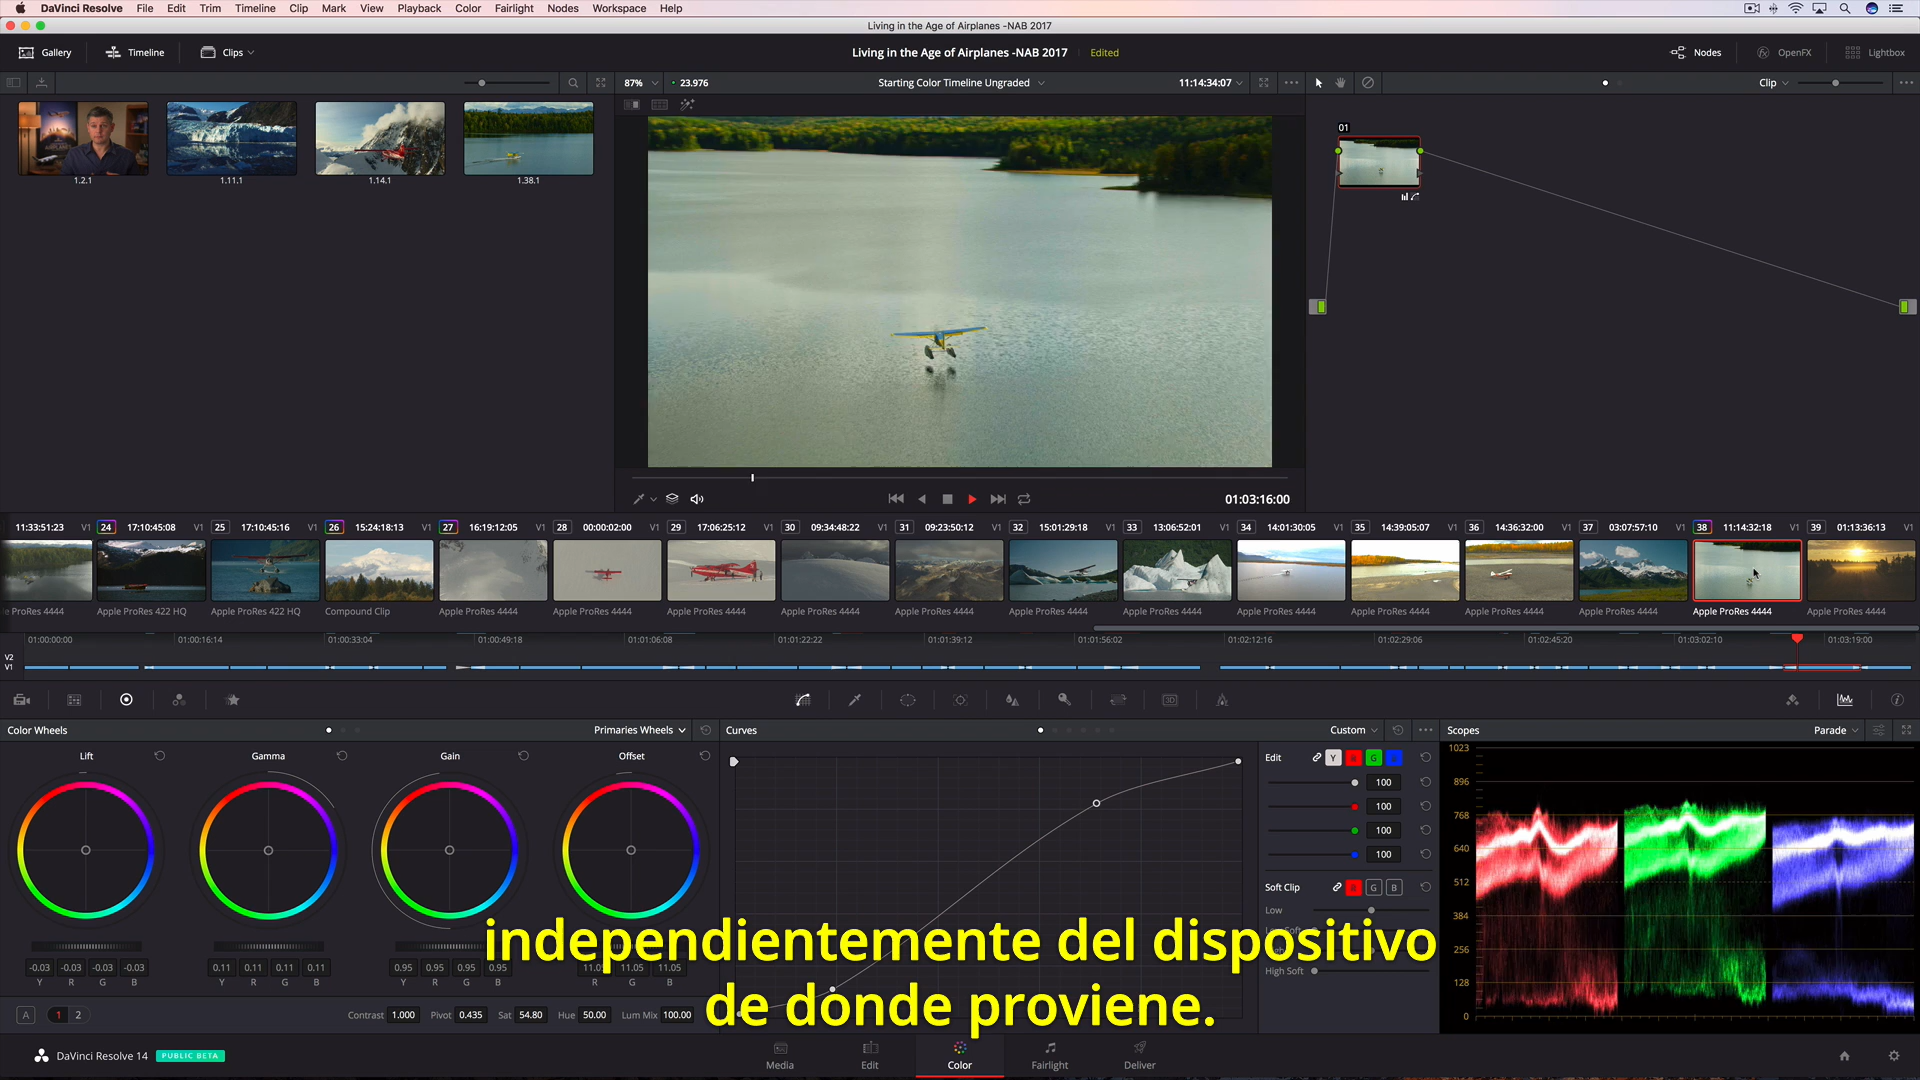 DaVinci Resolve File Edit Trim Timeline Clip Mark View Playback Color Fairlight Nodes Workspace Help
Living in the Age of Airplanes -NAB 2017
Gallery Timeline Clips Living in the Age of Airplanes -NAB 2017 Edited Nodes OpenFX Lightbox
87% 23.976 Starting Color Timeline Ungraded 11:14:34:07 Clip
1.2.1 1.11.1 1.14.1 1.38.1
01
01:03:16:00
11:33:51:23 V1 24 17:10:45:08 V1 25 17:10:45:16 V1 26 15:24:18:13 V1 27 16:19:12:05 V1 28 00:00:02:00 V1 29 17:06:25:12 V1 30 09:34:48:22 V1 31 09:23:50:12 V1 32 15:01:29:18 V1 33 13:06:52:01 V1 34 14:01:30:05 V1 35 14:39:05:07 V1 36 14:36:32:00 V1 37 03:07:57:10 V1 38 11:14:32:18 V1 39 01:13:36:13 V1
e ProRes 4444 Apple ProRes 422 HQ Apple ProRes 422 HQ Compound Clip Apple ProRes 4444 Apple ProRes 4444 Apple ProRes 4444 Apple ProRes 4444 Apple ProRes 4444 Apple ProRes 4444 Apple ProRes 4444 Apple ProRes 4444 Apple ProRes 4444 Apple ProRes 4444 Apple ProRes 4444 Apple ProRes 4444 Apple ProRes 4444
01:00:00:00 01:00:16:14 01:00:33:04 01:00:49:18 01:01:06:08 01:01:22:22 01:01:39:12 01:01:56:02 01:02:12:16 01:02:29:06 01:02:45:20 01:03:02:10 01:03:19:00
V2
V1
Color Wheels Primaries Wheels Curves Custom Scopes Parade
Lift Gamma Gain Offset
Edit Y R G B
100
100
100
100
Soft Clip R G B
Low
High Soft
1023
896
768
640
512
384
256
128
0
-0.03 -0.03 -0.03 -0.03 0.11 0.11 0.11 0.11 0.95 0.95 0.95 0.95 11.05 11.05 11.05
Y R G B Y R G B Y R G B R G B
A 1 2 Contrast 1.000 Pivot 0.435 Sat 54.80 Hue 50.00 Lum Mix 100.00
independientemente del dispositivo
de donde proviene.
DaVinci Resolve 14 PUBLIC BETA Media Edit Color Fairlight Deliver